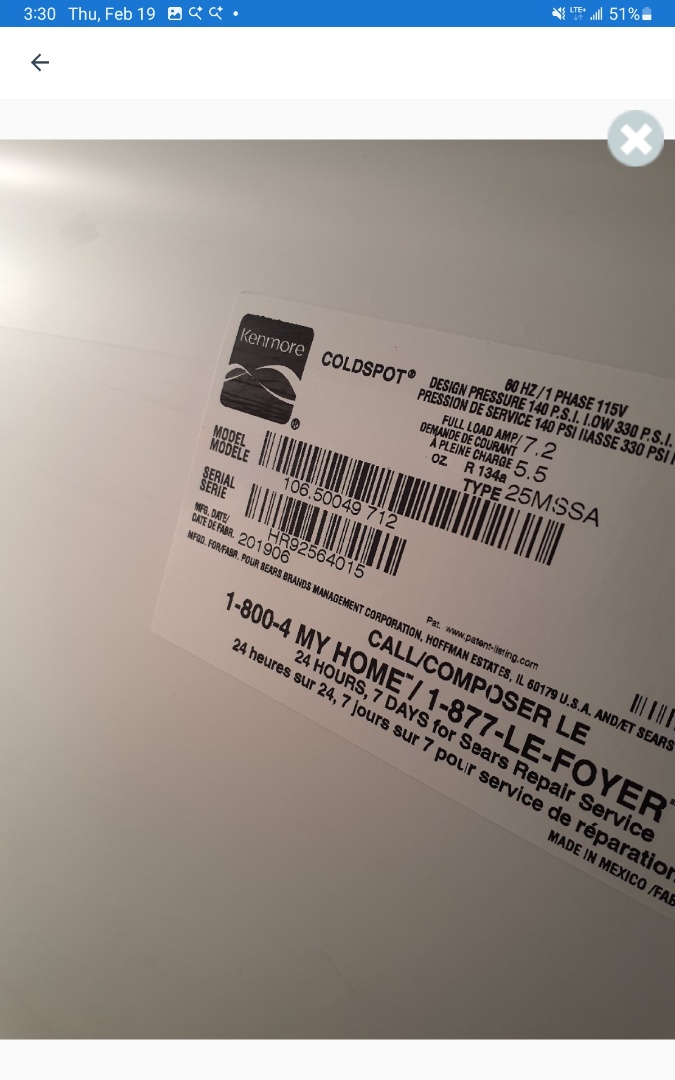 3:30 Thu, Feb 19
LTE+
51%
Kenmore
®
COLDSPOT®
60 HZ / 1 PHASE 115V
DESIGN PRESSURE 140 P.S.I. LOW 330 P.S.I.
PRESSION DE SERVICE 140 PSI IIASSE 330 PSI
FULL LOAD AMP/
DEMANDE DE COURANT
À PLEINE CHARGE
7.2
OZ. R 134a 5.5
TYPE 25MSSA
MODEL
MODÈLE
106.50049 712
SERIAL
SÉRIE
HR92564015
MFG. DATE/
DATE DE FABR. 201906
MFGD. FOR/FABR. POUR SEARS BRANDS MANAGEMENT CORPORATION, HOFFMAN ESTATES, IL 60179 U.S.A. AND/ET SEARS
Pat. www.patent-listing.com
CALL/COMPOSER LE
1-800-4 MY HOME℠/ 1-877-LE-FOYER
24 HOURS, 7 DAYS for Sears Repair Service
24 heures sur 24, 7 jours sur 7 pour service de réparation
MADE IN MEXICO /FAB